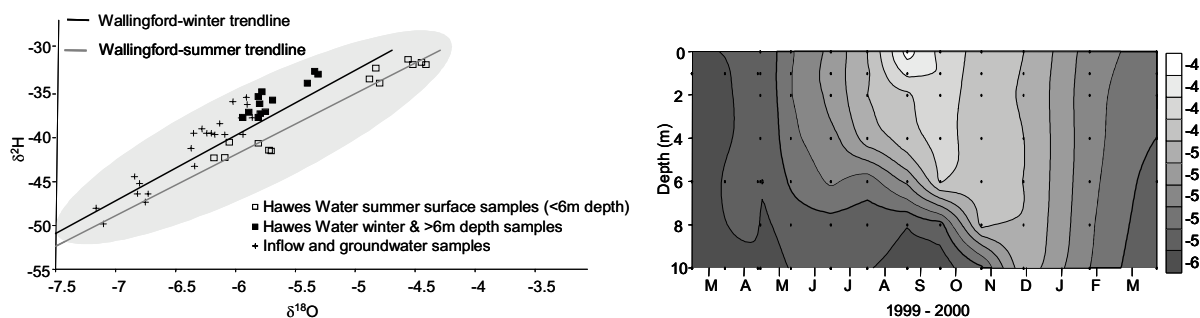 Wallingford-winter trendline
Wallingford-summer trendline
-30
-35
-40
-45
-50
-55
δ²H
□ Hawes Water summer surface samples (<6m depth)
■ Hawes Water winter & >6m depth samples
+ Inflow and groundwater samples
-7.5 -7 -6.5 -6 -5.5 -5 -4.5 -4 -3.5
δ¹⁸O
0
2
4
6
8
10
Depth (m)
M A M J J A S O N D J F M
1999 - 2000
-4
-4
-4
-5
-5
-5
-5
-6